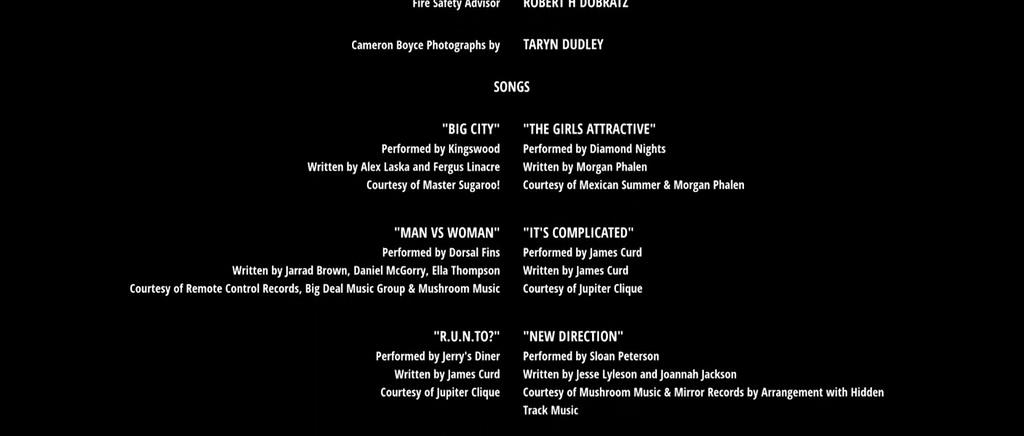 Fire Safety Advisor ROBERT H DOBRATZ
Cameron Boyce Photographs by TARYN DUDLEY
SONGS
"BIG CITY"
Performed by Kingswood
Written by Alex Laska and Fergus Linacre
Courtesy of Master Sugaroo!
"THE GIRLS ATTRACTIVE"
Performed by Diamond Nights
Written by Morgan Phalen
Courtesy of Mexican Summer & Morgan Phalen
"MAN VS WOMAN"
Performed by Dorsal Fins
Written by Jarrad Brown, Daniel McGorry, Ella Thompson
Courtesy of Remote Control Records, Big Deal Music Group & Mushroom Music
"IT'S COMPLICATED"
Performed by James Curd
Written by James Curd
Courtesy of Jupiter Clique
"R.U.N.TO?"
Performed by Jerry's Diner
Written by James Curd
Courtesy of Jupiter Clique
"NEW DIRECTION"
Performed by Sloan Peterson
Written by Jesse Lyleson and Joannah Jackson
Courtesy of Mushroom Music & Mirror Records by Arrangement with Hidden
Track Music